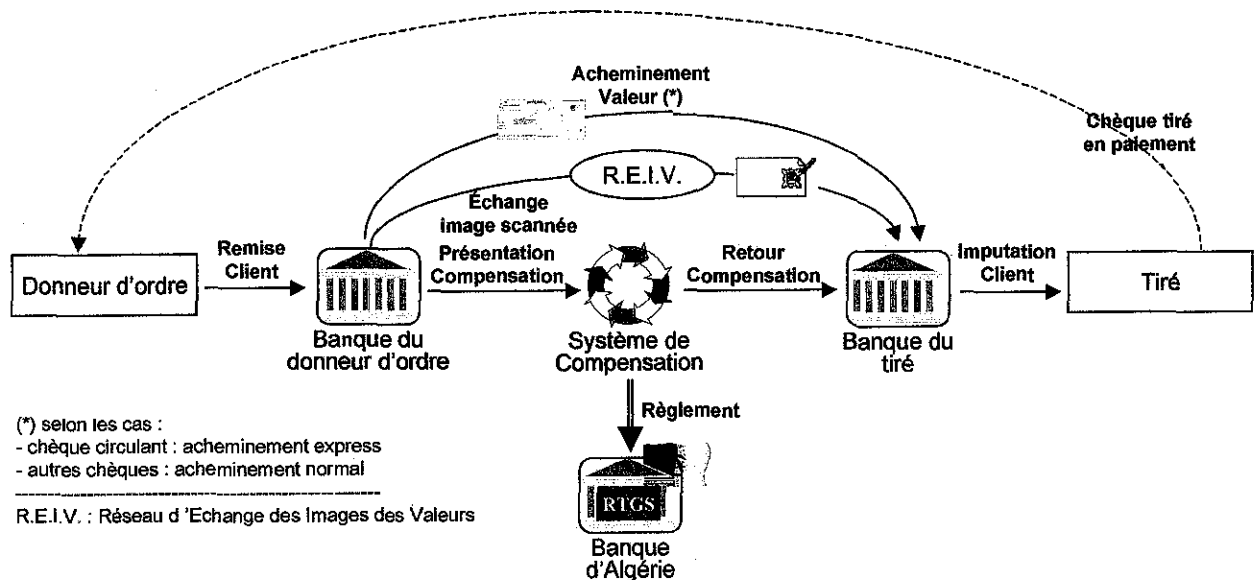 Acheminement
Valeur (*)
Chèque tiré
en paiement
R.E.I.V.
Échange
image scannée
Remise
Client
Présentation
Compensation
Retour
Compensation
Imputation
Client
Donneur d'ordre
Tiré
Banque du
donneur d'ordre
Système de
Compensation
Banque du
tiré
Règlement
(*) selon les cas :
- chèque circulant : acheminement express
- autres chèques : acheminement normal
R.E.I.V. : Réseau d 'Echange des Images des Valeurs
RTGS
Banque
d'Algérie